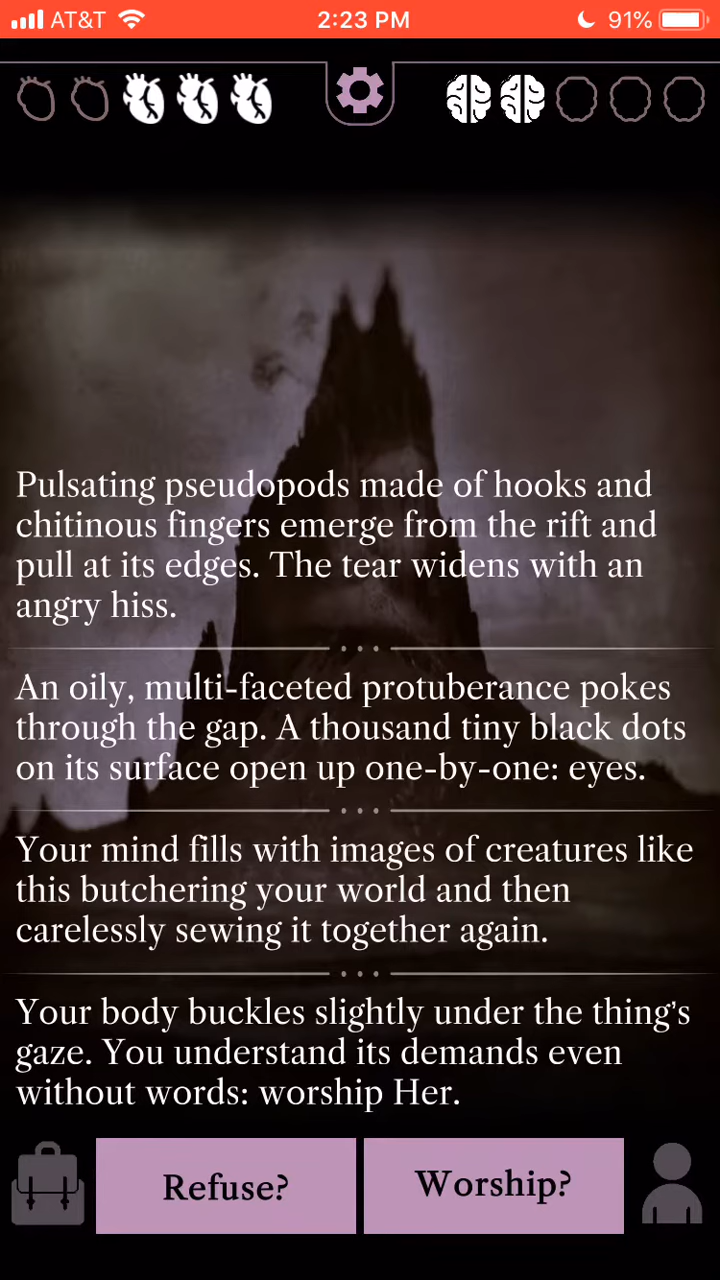 AT&T 2:23 PM 91%
Pulsating pseudopods made of hooks and
chitinous fingers emerge from the rift and
pull at its edges. The tear widens with an
angry hiss.
An oily, multi-faceted protuberance pokes
through the gap. A thousand tiny black dots
on its surface open up one-by-one: eyes.
Your mind fills with images of creatures like
this butchering your world and then
carelessly sewing it together again.
Your body buckles slightly under the thing's
gaze. You understand its demands even
without words: worship Her.
Refuse? Worship?